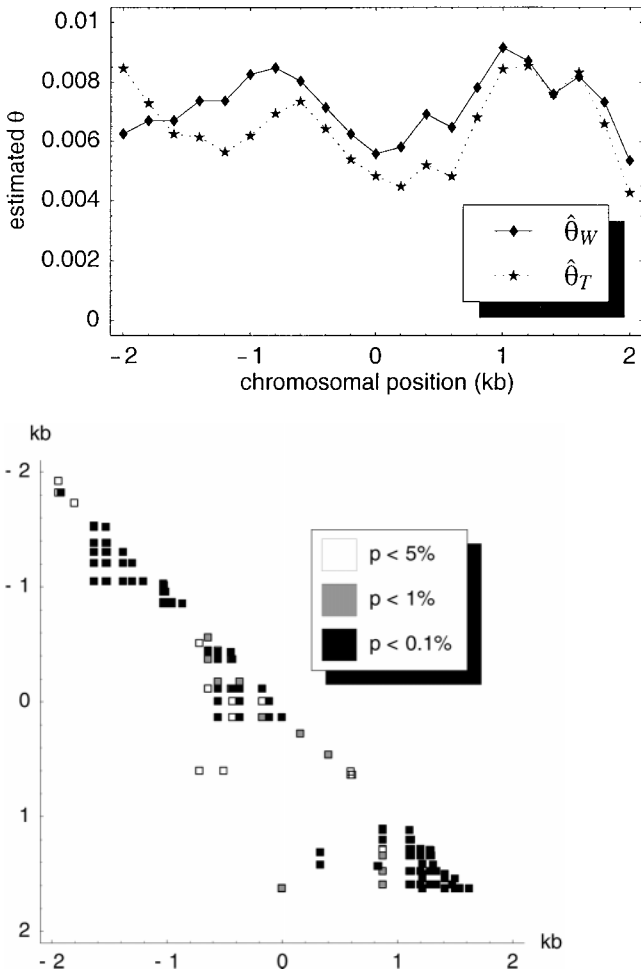 0.01
0.008
0.006
0.004
0.002
0
estimated θ
θ̂W
θ̂T
−2 −1 0 1 2
chromosomal position (kb)
kb
- 2
- 1
0
1
2
p < 5%
p < 1%
p < 0.1%
- 2 - 1 0 1 2
kb